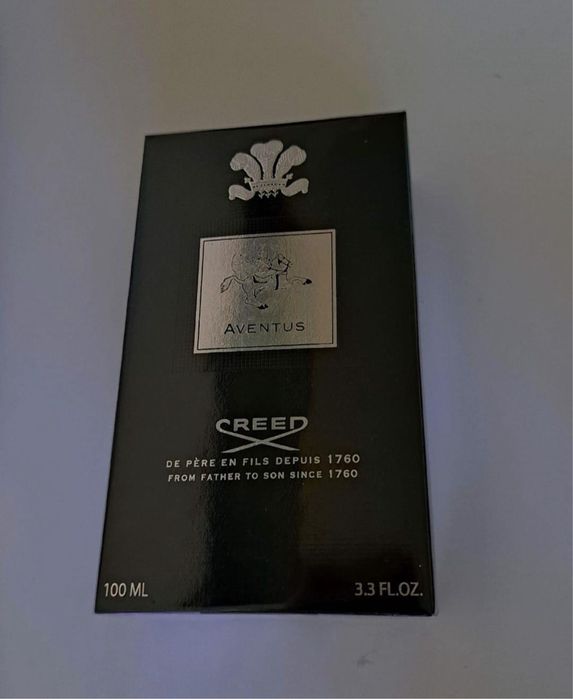 AVENTUS
CREED
DE PÈRE EN FILS DEPUIS 1760
FROM FATHER TO SON SINCE 1760
100 ML 3.3 FL.OZ.